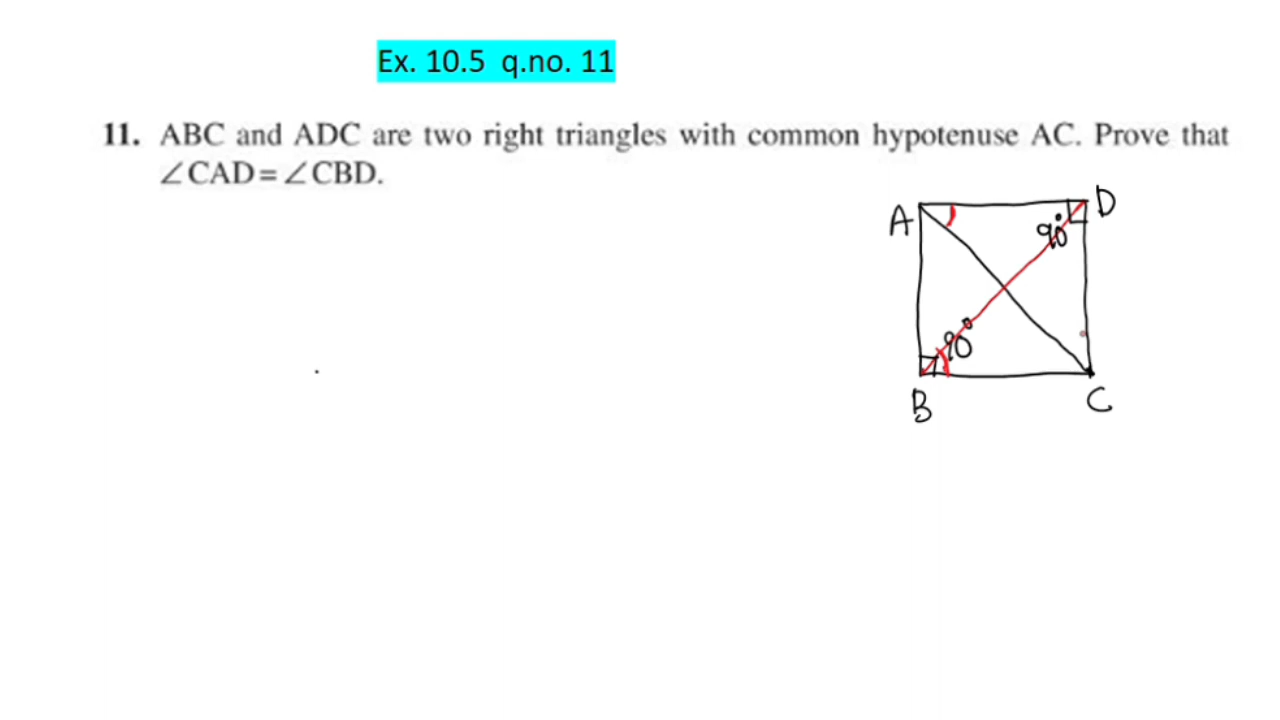 Ex. 10.5 q.no. 11
11. ABC and ADC are two right triangles with common hypotenuse AC. Prove that
∠CAD = ∠CBD.
A
D
90°
90°
B
C